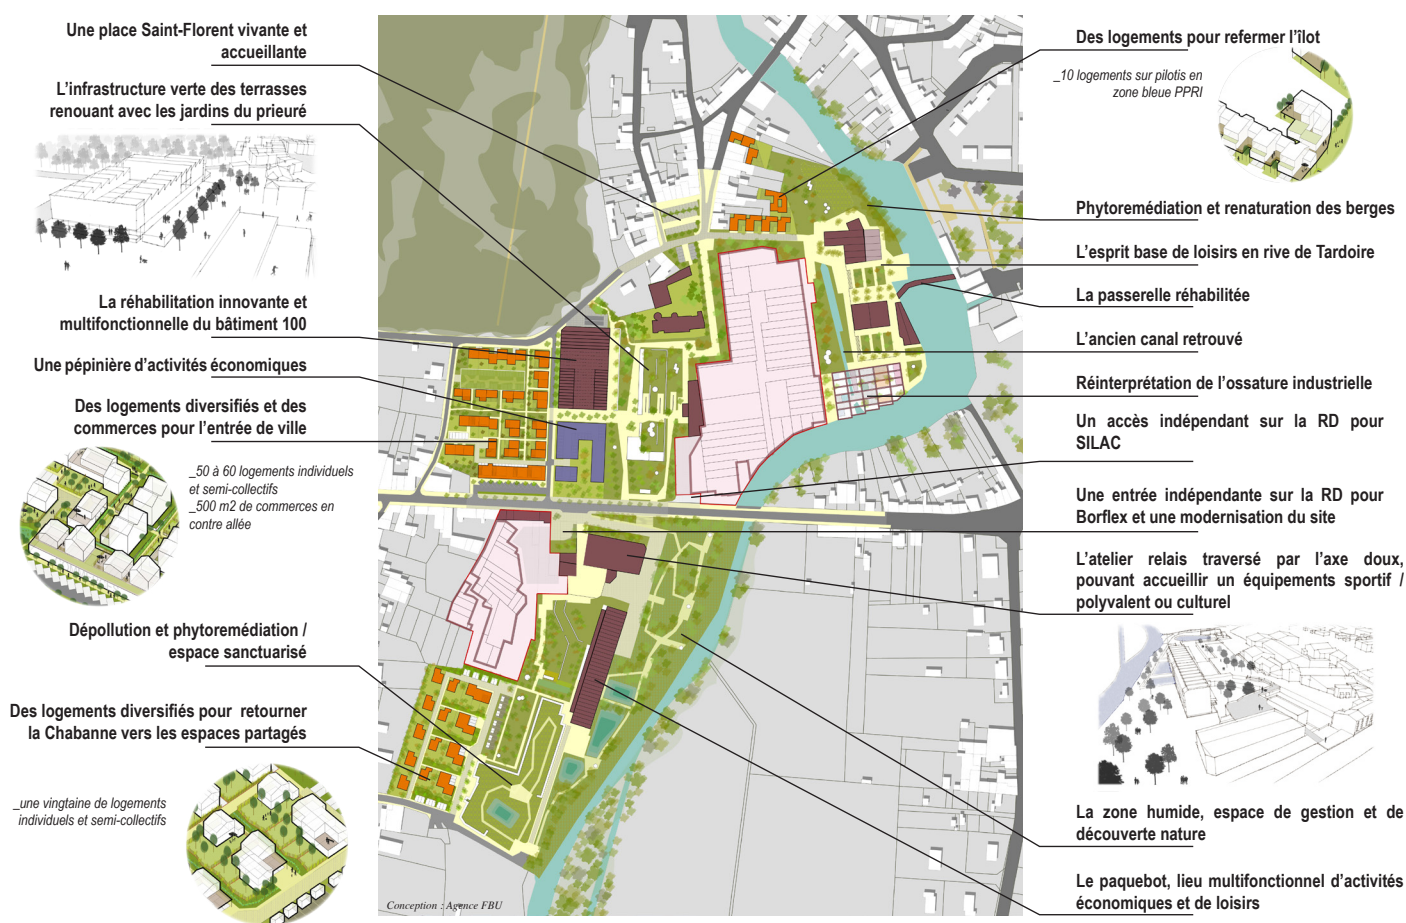 Une place Saint-Florent vivante et
accueillante
L'infrastructure verte des terrasses
renouant avec les jardins du prieuré
La réhabilitation innovante et
multifonctionnelle du bâtiment 100
Une pépinière d'activités économiques
Des logements diversifiés et des
commerces pour l'entrée de ville
_50 à 60 logements individuels
et semi-collectifs
_500 m2 de commerces en
contre allée
Dépollution et phytoremédiation /
espace sanctuarisé
Des logements diversifiés pour retourner
la Chabanne vers les espaces partagés
_une vingtaine de logements
individuels et semi-collectifs
Conception : Agence FBU
Des logements pour refermer l'îlot
_10 logements sur pilotis en
zone bleue PPRI
Phytoremédiation et renaturation des berges
L'esprit base de loisirs en rive de Tardoire
La passerelle réhabilitée
L'ancien canal retrouvé
Réinterprétation de l'ossature industrielle
Un accès indépendant sur la RD pour
SILAC
Une entrée indépendante sur la RD pour
Borflex et une modernisation du site
L'atelier relais traversé par l'axe doux,
pouvant accueillir un équipements sportif /
polyvalent ou culturel
La zone humide, espace de gestion et de
découverte nature
Le paquebot, lieu multifonctionnel d'activités
économiques et de loisirs